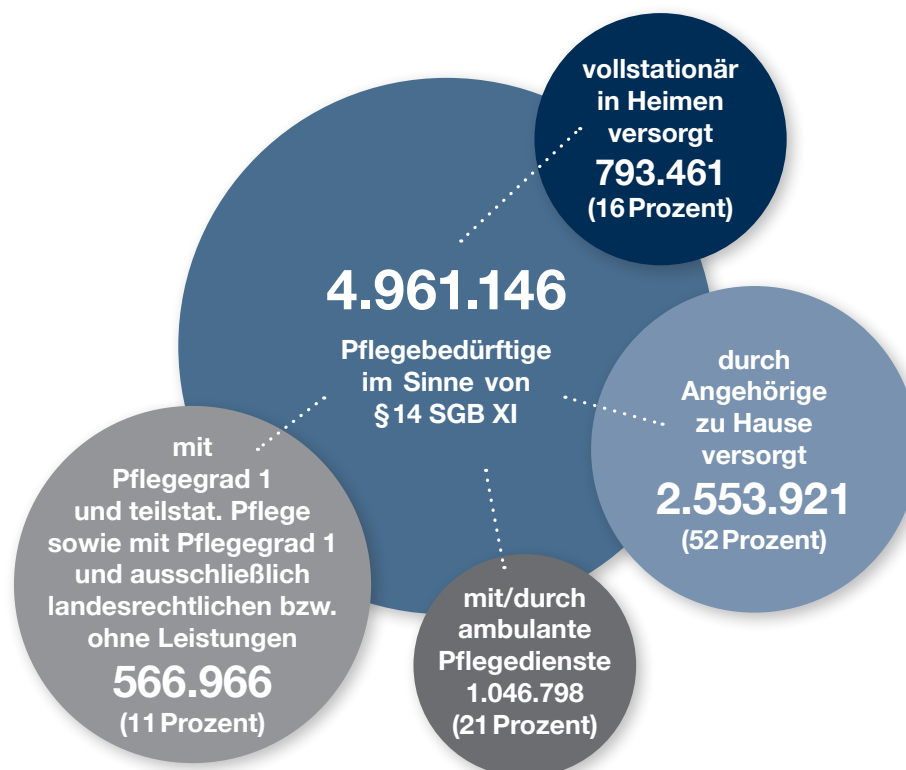 vollstationär
in Heimen
versorgt
793.461
(16 Prozent)
4.961.146
Pflegebedürftige
im Sinne von
§ 14 SGB XI
durch
Angehörige
zu Hause
versorgt
2.553.921
(52 Prozent)
mit
Pflegegrad 1
und teilstat. Pflege
sowie mit Pflegegrad 1
und ausschließlich
landesrechtlichen bzw.
ohne Leistungen
566.966
(11 Prozent)
mit/durch
ambulante
Pflegedienste
1.046.798
(21 Prozent)